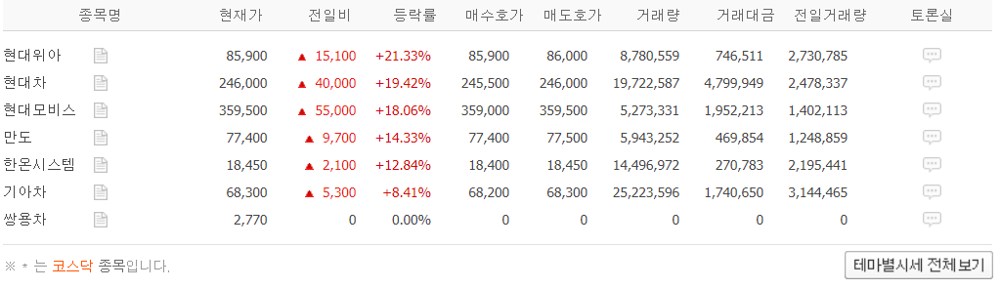 종목명 현재가 전일비 등락률 매수호가 매도호가 거래량 거래대금 전일거래량 토론실
현대위아 85,900 ▲ 15,100 +21.33% 85,900 86,000 8,780,559 746,511 2,730,785
현대차 246,000 ▲ 40,000 +19.42% 245,500 246,000 19,722,587 4,799,949 2,478,337
현대모비스 359,500 ▲ 55,000 +18.06% 359,000 359,500 5,273,331 1,952,213 1,402,113
만도 77,400 ▲ 9,700 +14.33% 77,400 77,500 5,943,252 469,854 1,248,859
한온시스템 18,450 ▲ 2,100 +12.84% 18,400 18,450 14,496,972 270,783 2,195,441
기아차 68,300 ▲ 5,300 +8.41% 68,200 68,300 25,223,596 1,740,650 3,144,465
쌍용차 2,770 0 0.00% 0 0 0 0 0
※ * 는 코스닥 종목입니다.
테마별시세 전체보기